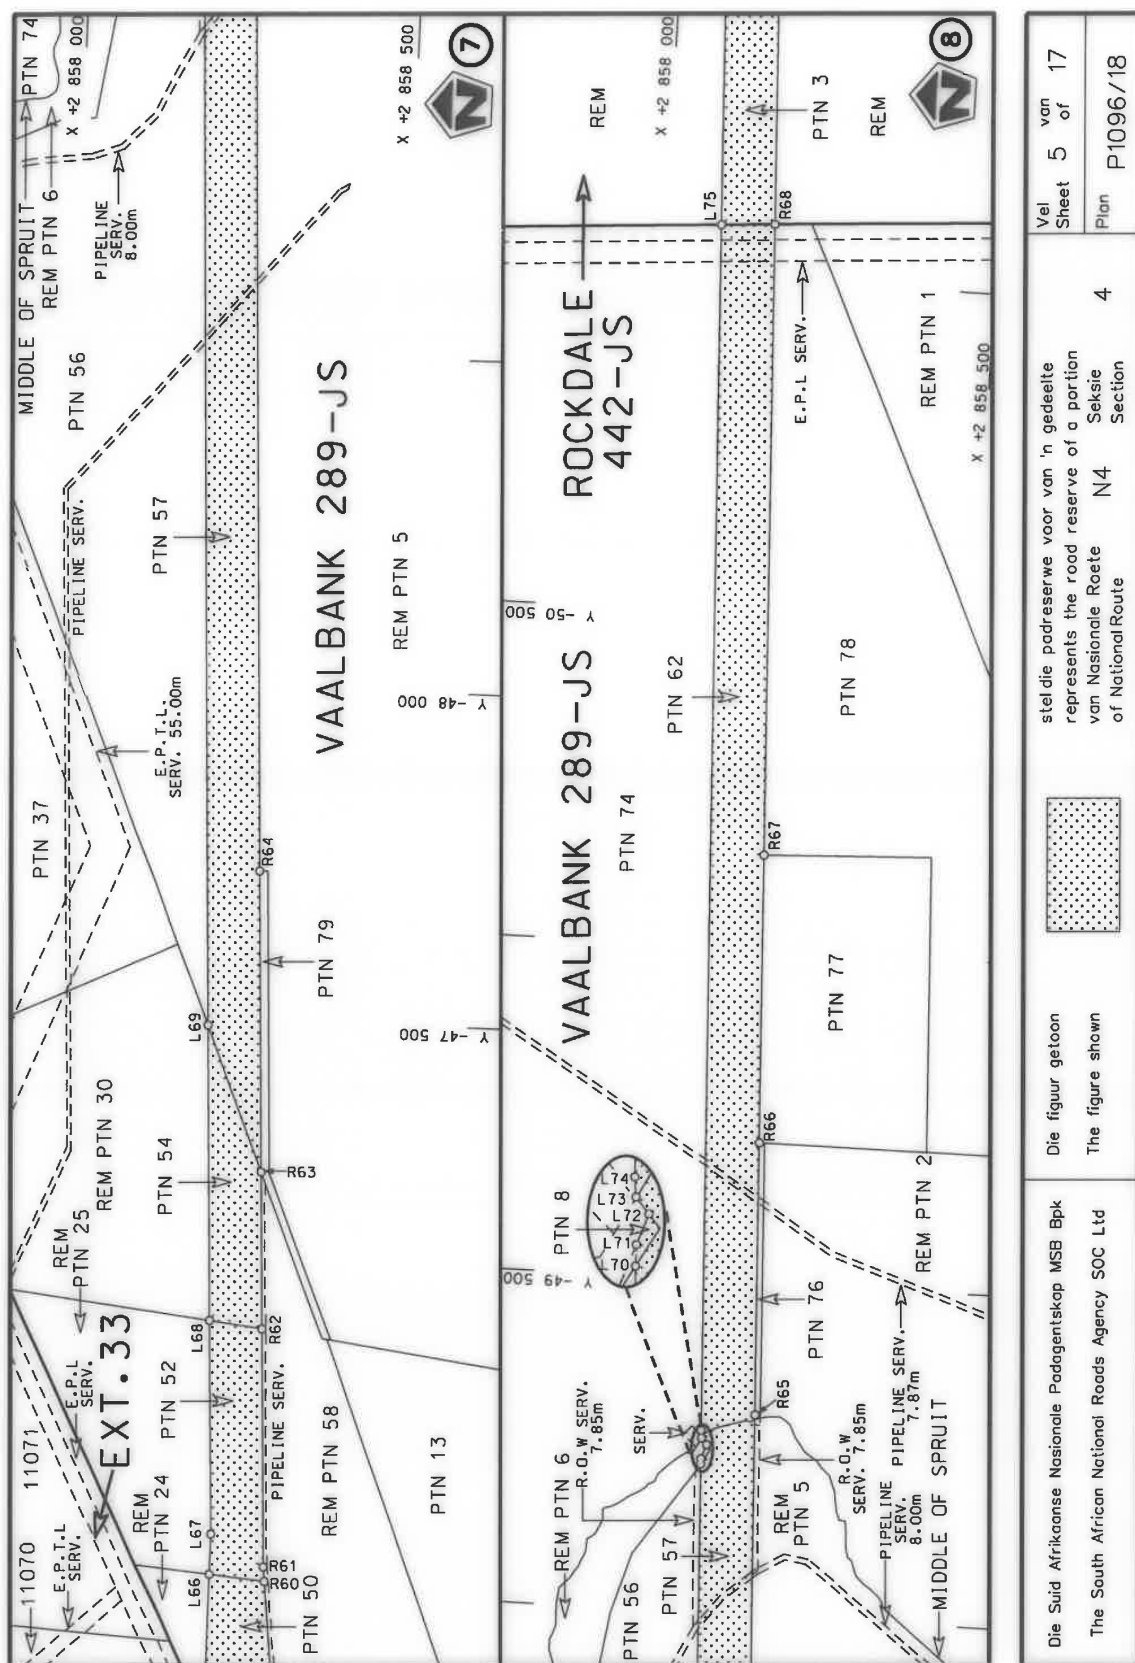 MIDDLE OF SPRUIT
PTN 74
REM PTN 6
X +2 858 000
PIPELINE
SERV.
8.00m
X +2 858 500
7
N
PTN 56
PIPELINE SERV.
PTN 57
VAALBANK 289-JS
REM PTN 5
E.P.T.L.
SERV. 55.00m
Y -48 000
PTN 37
R64
PTN 79
L69
Y -47 500
REM PTN 30
PTN 54
R63
REM
PTN 25
EXT.33
E.P.L
SERV.
L68
R62
PTN 52
PIPELINE SERV.
REM PTN 58
PTN 13
11071
11070
E.P.T.L
SERV.
REM
PTN 24
L67
L66
R61
R60
PTN 50
REM
X +2 858 000
PTN 3
REM
8
N
L75
R68
ROCKDALE
442-JS
E.P.L SERV.
REM PTN 1
X +2 858 500
Y -50 500
VAALBANK 289-JS
PTN 62
PTN 78
PTN 74
R67
PTN 77
R66
PTN 8
L74
L73
L72
L71
L70
Y -49 500
REM PTN 2
PTN 76
PIPELINE SERV.
7.87m
R.O.W SERV.
7.85m
SERV.
R65
REM PTN 6
R.O.W
SERV. 7.85m
REM
PTN 5
PTN 57
PTN 56
PIPELINE
SERV.
8.00m
MIDDLE OF SPRUIT
Die Suid Afrikaanse Nasionale Padagentskap MSB Bpk
The South African National Roads Agency SOC Ltd
Die figuur getoon
The figure shown
stel die padreserwe voor van 'n gedeelte
represents the road reserve of a portion
van Nasionale Roete N4 Seksie 4
of National Route Section
Vel 5 van 17
Sheet of
Plan P1096/18